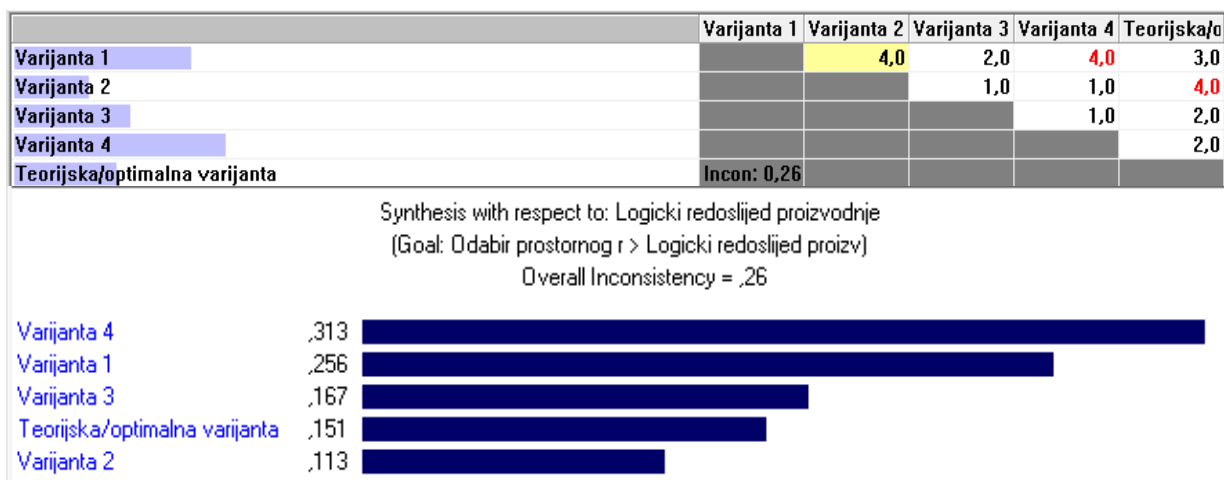 Varijanta 1 Varijanta 2 Varijanta 3 Varijanta 4 Teorijska/o
Varijanta 1 4,0 2,0 4,0 3,0
Varijanta 2 1,0 1,0 4,0
Varijanta 3 1,0 2,0
Varijanta 4 2,0
Teorijska/optimalna varijanta Incon: 0,26
Synthesis with respect to: Logicki redoslijed proizvodnje
(Goal: Odabir prostornog r > Logicki redoslijed proizv)
Overall Inconsistency = ,26
Varijanta 4 ,313
Varijanta 1 ,256
Varijanta 3 ,167
Teorijska/optimalna varijanta ,151
Varijanta 2 ,113